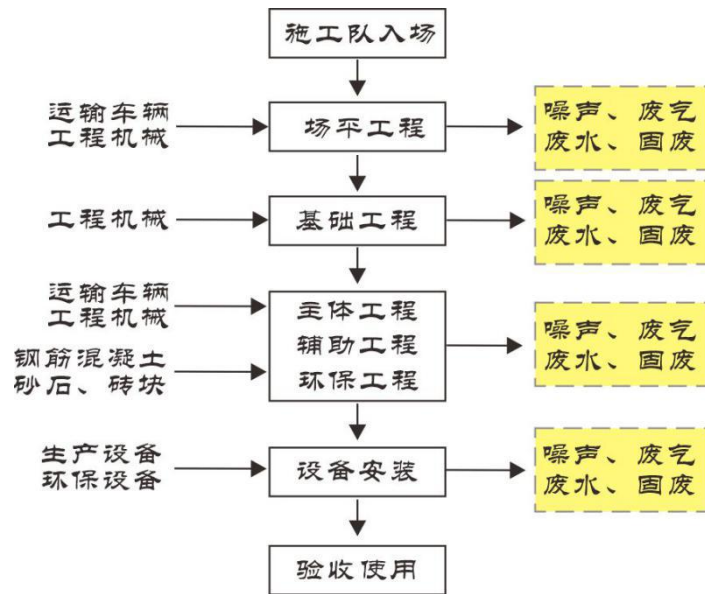 施工队入场
运输车辆
工程机械
场平工程
噪声、废气
废水、固废
工程机械
基础工程
噪声、废气
废水、固废
运输车辆
工程机械
钢筋混凝土
砂石、砖块
主体工程
辅助工程
环保工程
噪声、废气
废水、固废
生产设备
环保设备
设备安装
噪声、废气
废水、固废
验收使用